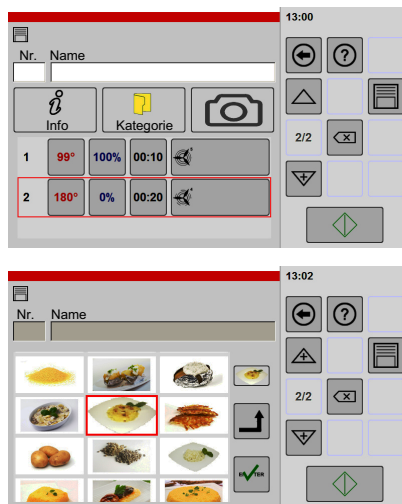 13:00
Nr. Name
Info Kategorie
1 99° 100% 00:10
2/2
2 180° 0% 00:20
13:02
Nr. Name
2/2
ENTER